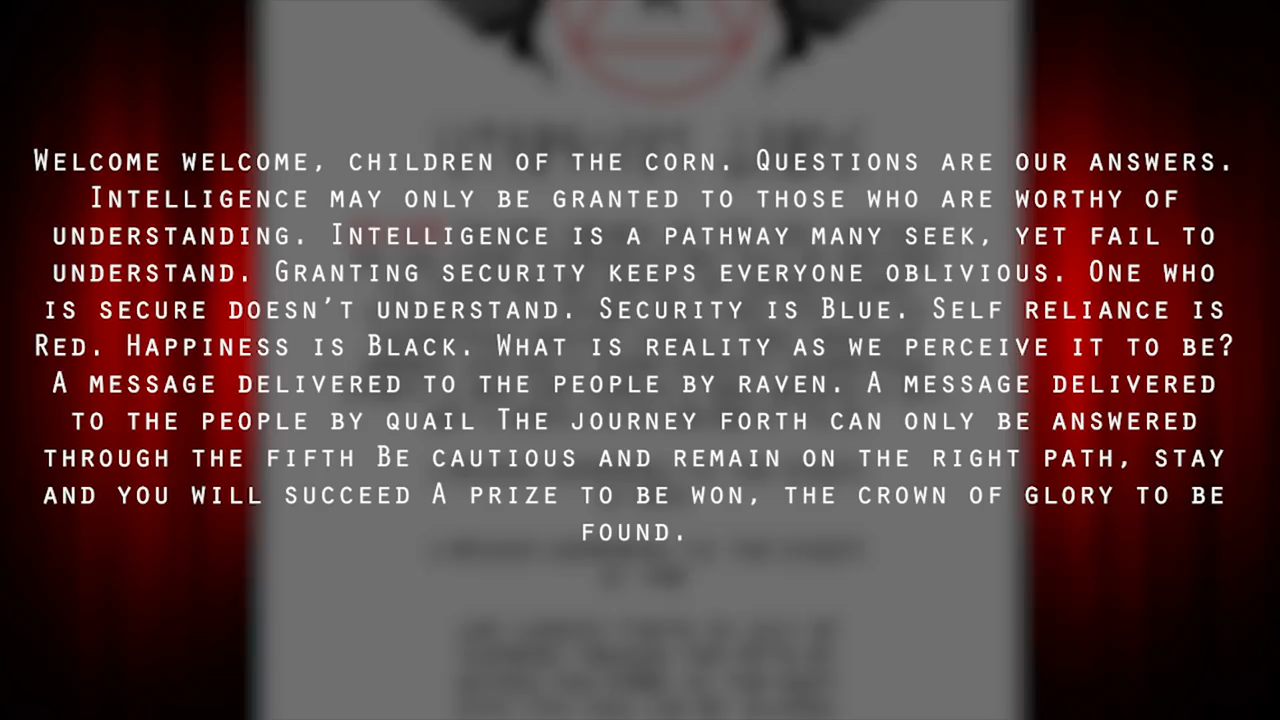 Welcome welcome, children of the corn. Questions are our answers.
Intelligence may only be granted to those who are worthy of
understanding. Intelligence is a pathway many seek, yet fail to
understand. Granting security keeps everyone oblivious. One who
is secure doesn't understand. Security is Blue. Self reliance is
Red. Happiness is Black. What is reality as we perceive it to be?
A message delivered to the people by raven. A message delivered
to the people by quail The journey forth can only be answered
through the fifth Be cautious and remain on the right path, stay
and you will succeed A prize to be won, the crown of glory to be
found.